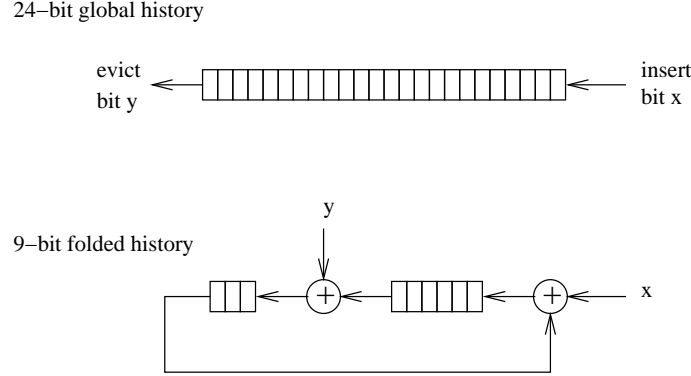 24−bit global history
evict
bit y
insert
bit x
y
9−bit folded history
+
+
x